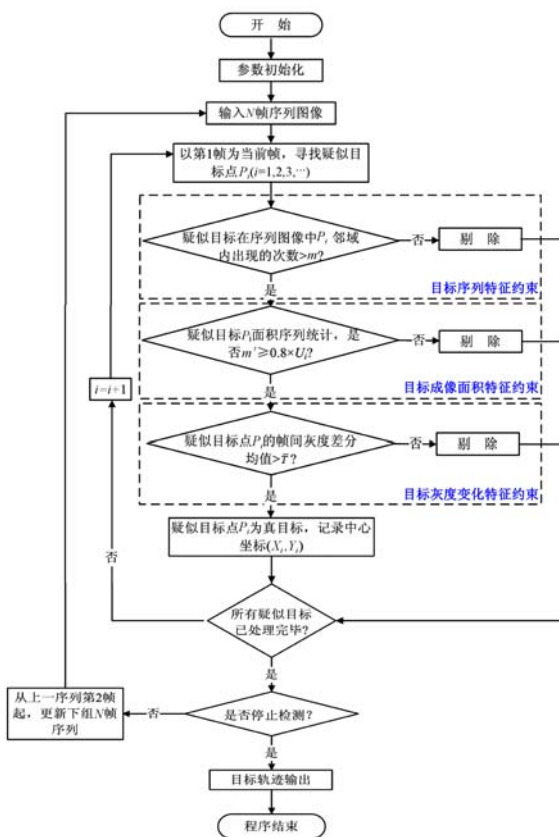 开 始
参数初始化
输入N帧序列图像
以第1帧为当前帧，寻找疑似目
标点Pi(i=1,2,3,…)
疑似目标在序列图像中Pi 邻域
内出现的次数>m?
否
剔 除
是
目标序列特征约束
疑似目标Pi面积序列统计，是
否m'≥0.8×Ui?
否
剔 除
是
目标成像面积特征约束
i=i+1
疑似目标点Pi的帧间灰度差分
均值>T?
否
剔 除
是
目标灰度变化特征约束
疑似目标点Pi为真目标，记录中心
坐标(Xi,Yi)
否
所有疑似目标
已处理完毕?
是
从上一序列第2帧
起，更新下组N帧
序列
否
是否停止检测?
是
目标轨迹输出
程序结束